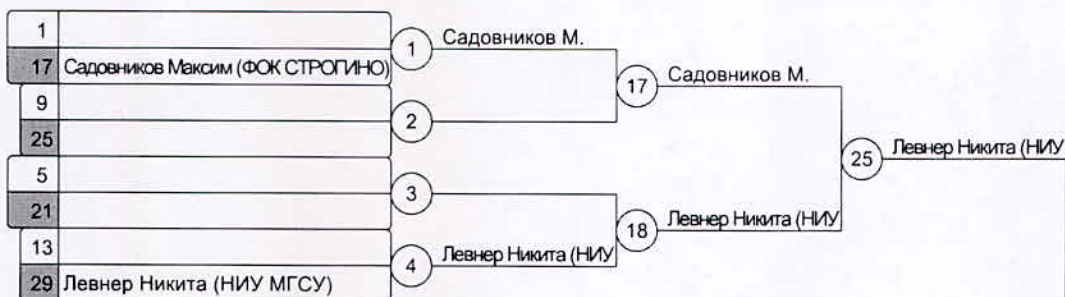 1
17 Садовников Максим (ФОК СТРОГИНО)
9
25
5
21
13
29 Левнер Никита (НИУ МГСУ)
1 Садовников М.
2
3
4 Левнер Никита (НИУ
17 Садовников М.
18 Левнер Никита (НИУ
25 Левнер Никита (НИУ